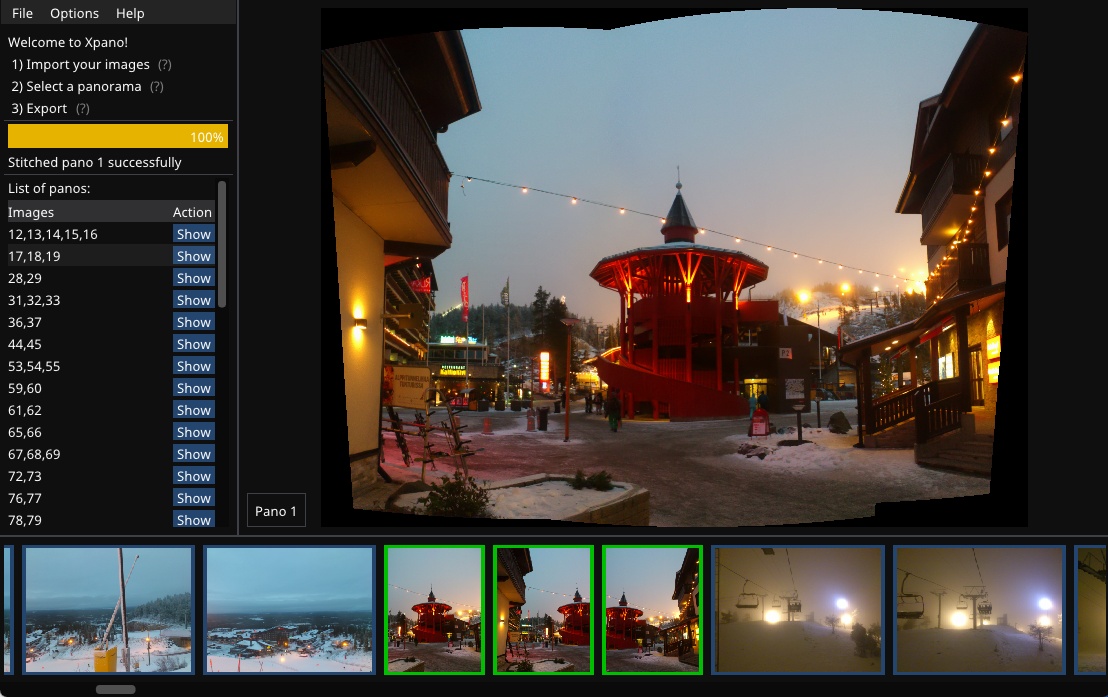 File Options Help
Welcome to Xpano!
1) Import your images (?)
2) Select a panorama (?)
3) Export (?)
100%
Stitched pano 1 successfully
List of panos:
Images Action
12,13,14,15,16 Show
17,18,19 Show
28,29 Show
31,32,33 Show
36,37 Show
44,45 Show
53,54,55 Show
59,60 Show
61,62 Show
65,66 Show
67,68,69 Show
72,73 Show
76,77 Show
78,79 Show
Pano 1